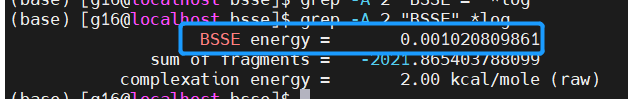 (base) [g16@localhost bsse]$ grep -A 2 "BSSE" *log
BSSE energy = 0.001020809861
sum of fragments = -2021.865403788099
complexation energy = 2.00 kcal/mole (raw)
(base) [g16@localhost bsse]$